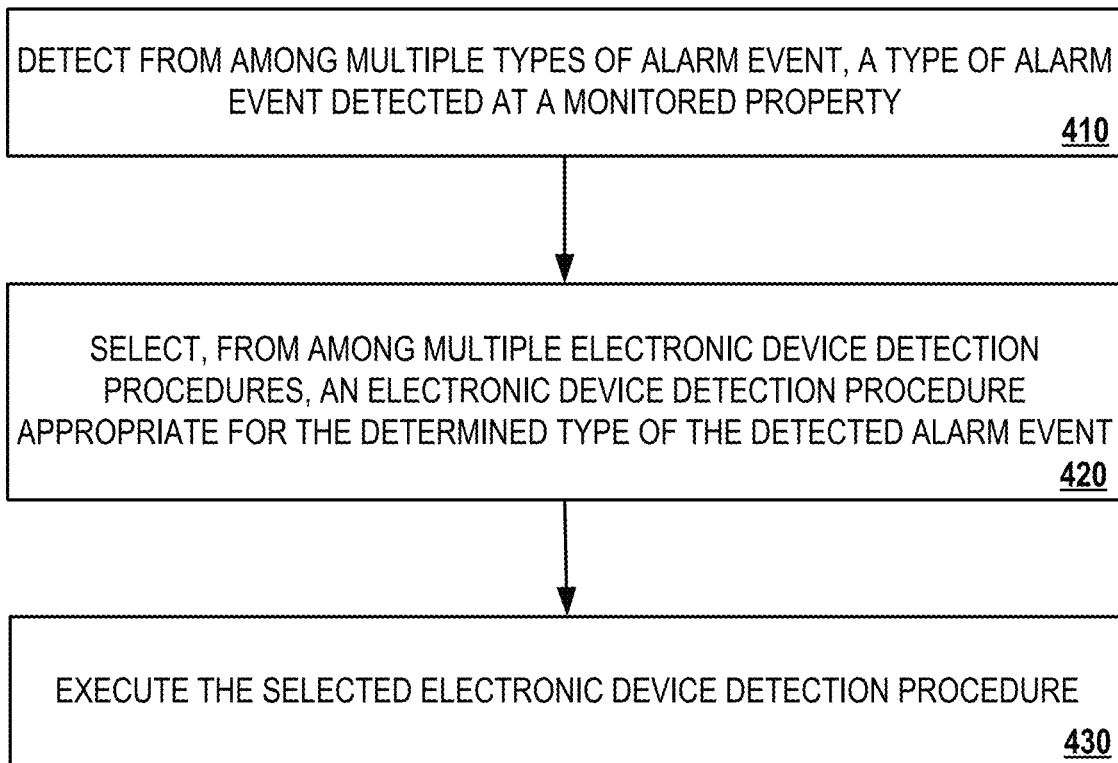 DETECT FROM AMONG MULTIPLE TYPES OF ALARM EVENT, A TYPE OF ALARM
EVENT DETECTED AT A MONITORED PROPERTY
410
SELECT, FROM AMONG MULTIPLE ELECTRONIC DEVICE DETECTION
PROCEDURES, AN ELECTRONIC DEVICE DETECTION PROCEDURE
APPROPRIATE FOR THE DETERMINED TYPE OF THE DETECTED ALARM EVENT
420
EXECUTE THE SELECTED ELECTRONIC DEVICE DETECTION PROCEDURE
430